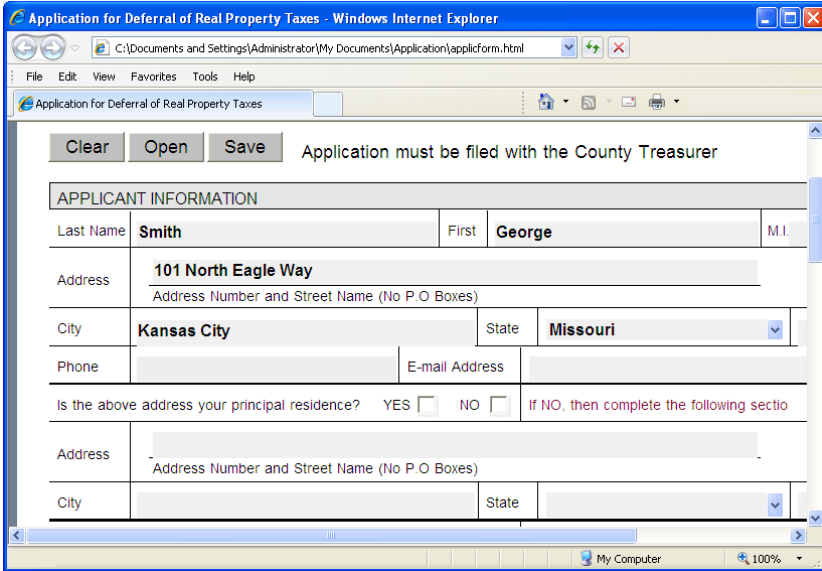 Application for Deferral of Real Property Taxes - Windows Internet Explorer
C:\Documents and Settings\Administrator\My Documents\Application\applicform.html
File Edit View Favorites Tools Help
Application for Deferral of Real Property Taxes
Clear Open Save Application must be filed with the County Treasurer
APPLICANT INFORMATION
Last Name Smith First George M.I.
Address 101 North Eagle Way
Address Number and Street Name (No P.O Boxes)
City Kansas City State Missouri
Phone E-mail Address
Is the above address your principal residence? YES NO If NO, then complete the following sectio
Address
Address Number and Street Name (No P.O Boxes)
City State
My Computer 100%